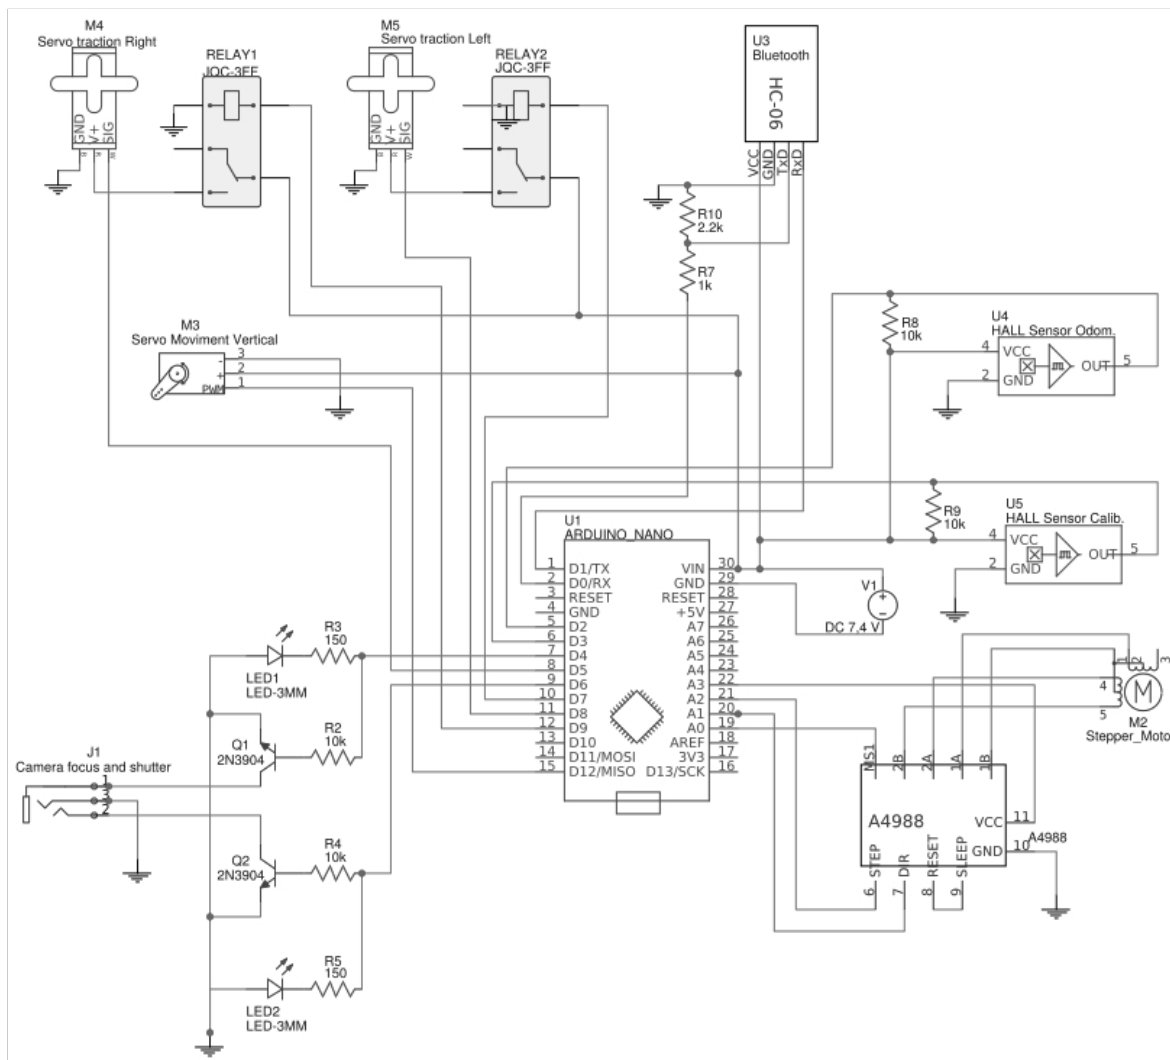 M4
Servo traction Right
GND
V+
SIG
RELAY1
JQC-3FF
M5
Servo traction Left
GND
V+
SIG
RELAY2
JQC-3FF
U3
Bluetooth
HC-06
VCC
GND
TxD
RxD
R10
2.2k
R7
1k
M3
Servo Moviment Vertical
- 3
+ 2
PWM 1
R8
10k
U4
HALL Sensor Odom.
4 VCC
2 GND
OUT 5
R9
10k
U5
HALL Sensor Calib.
4 VCC
2 GND
OUT 5
U1
ARDUINO_NANO
1 D1/TX VIN 30
2 D0/RX GND 29
3 RESET RESET 28
4 GND +5V 27
5 D2 A7 26
6 D3 A6 25
7 D4 A5 24
8 D5 A4 23
9 D6 A3 22
10 D7 A2 21
11 D8 A1 20
12 D9 A0 19
13 D10 AREF 18
14 D11/MOSI 3V3 17
15 D12/MISO D13/SCK 16
V1
DC 7,4 V
R3
150
LED1
LED-3MM
Q1
2N3904
R2
10k
J1
Camera focus and shutter
1
3
2
Q2
2N3904
R4
10k
R5
150
LED2
LED-3MM
1
2
3
4
5
M
M2
Stepper_Moto
MS1
2B
2A
1A
1B
A4988
VCC 11
GND 10
A4988
STEP
DIR
RESET
SLEEP
6
7
8
9